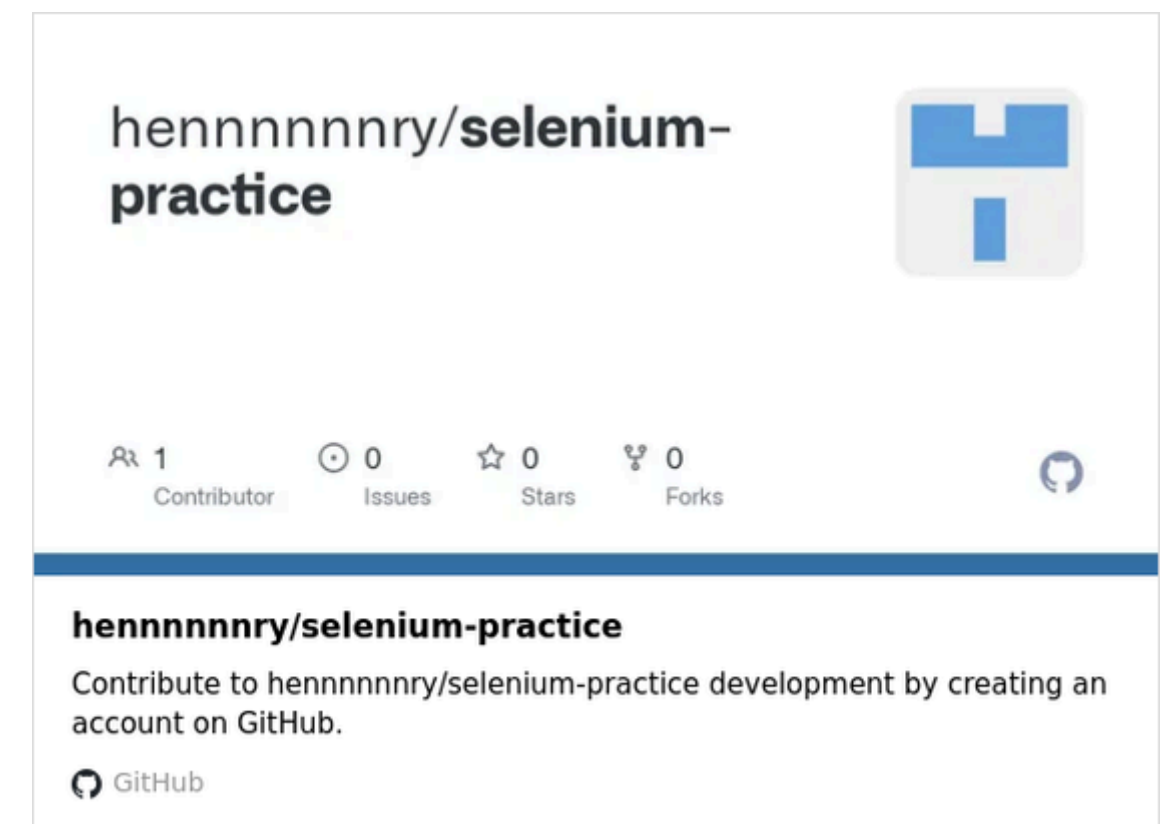 hennnnnnry/selenium-
practice
1
Contributor
0
Issues
0
Stars
0
Forks
hennnnnnry/selenium-practice
Contribute to hennnnnnry/selenium-practice development by creating an
account on GitHub.
GitHub